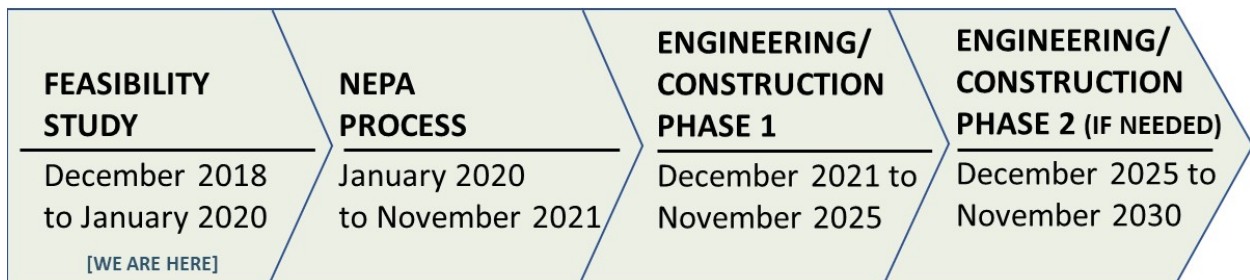 FEASIBILITY
STUDY
December 2018
to January 2020
[WE ARE HERE]
NEPA
PROCESS
January 2020
to November 2021
ENGINEERING/
CONSTRUCTION
PHASE 1
December 2021 to
November 2025
ENGINEERING/
CONSTRUCTION
PHASE 2 (IF NEEDED)
December 2025 to
November 2030